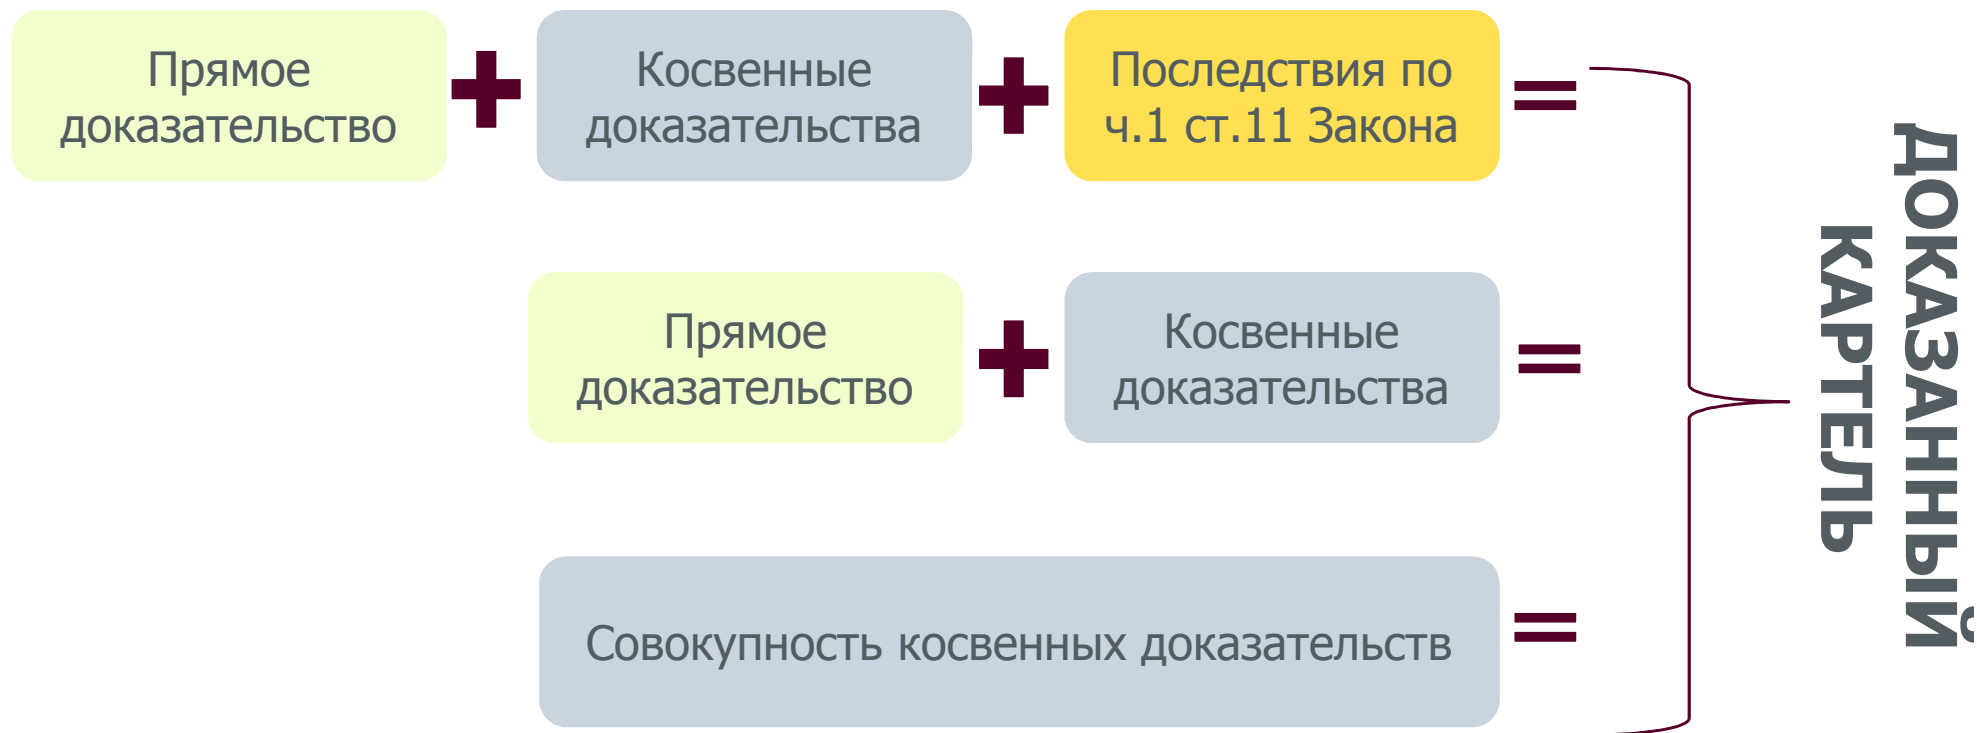 Прямое
доказательство
+
Косвенные
доказательства
+
Последствия по
ч.1 ст.11 Закона
=
Прямое
доказательство
+
Косвенные
доказательства
=
Совокупность косвенных доказательств
=
ДОКАЗАННЫЙ
КАРТЕЛЬ